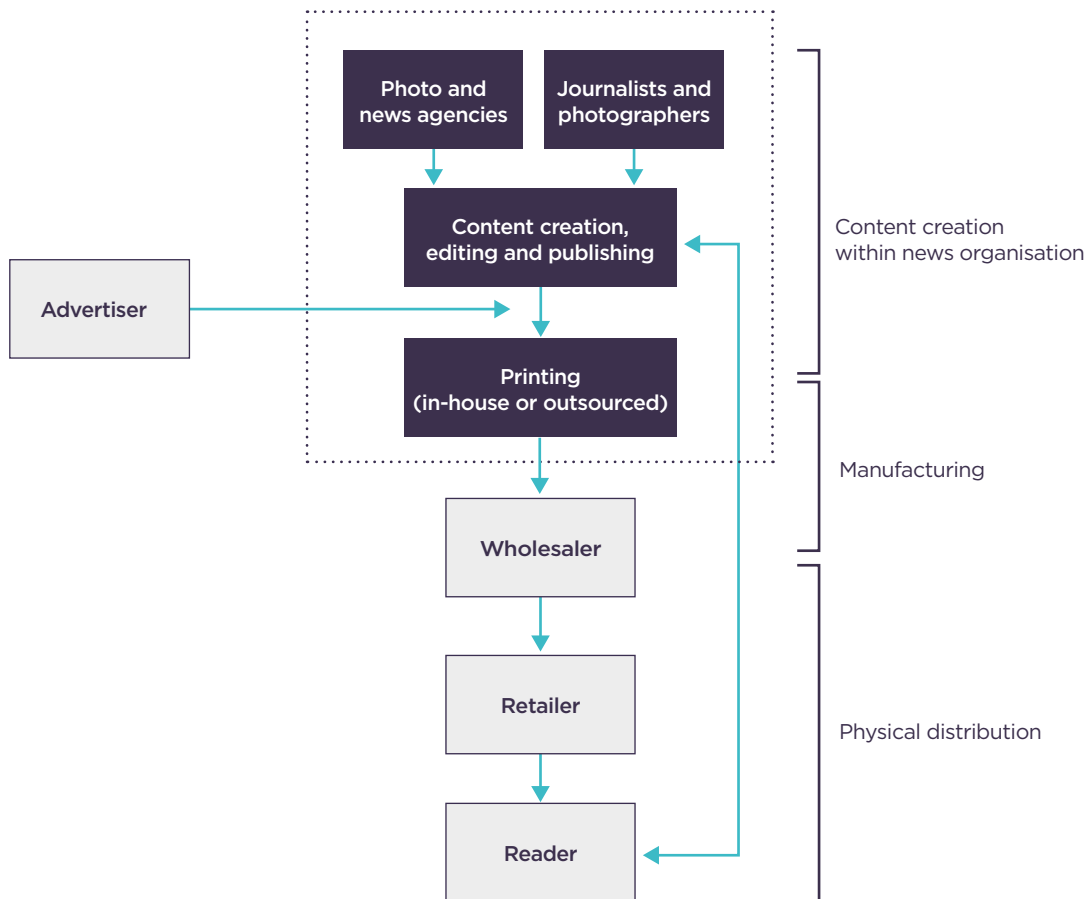 Photo and
news agencies
Journalists and
photographers
Content creation,
editing and publishing
Content creation
within news organisation
Advertiser
Printing
(in-house or outsourced)
Manufacturing
Wholesaler
Retailer
Physical distribution
Reader